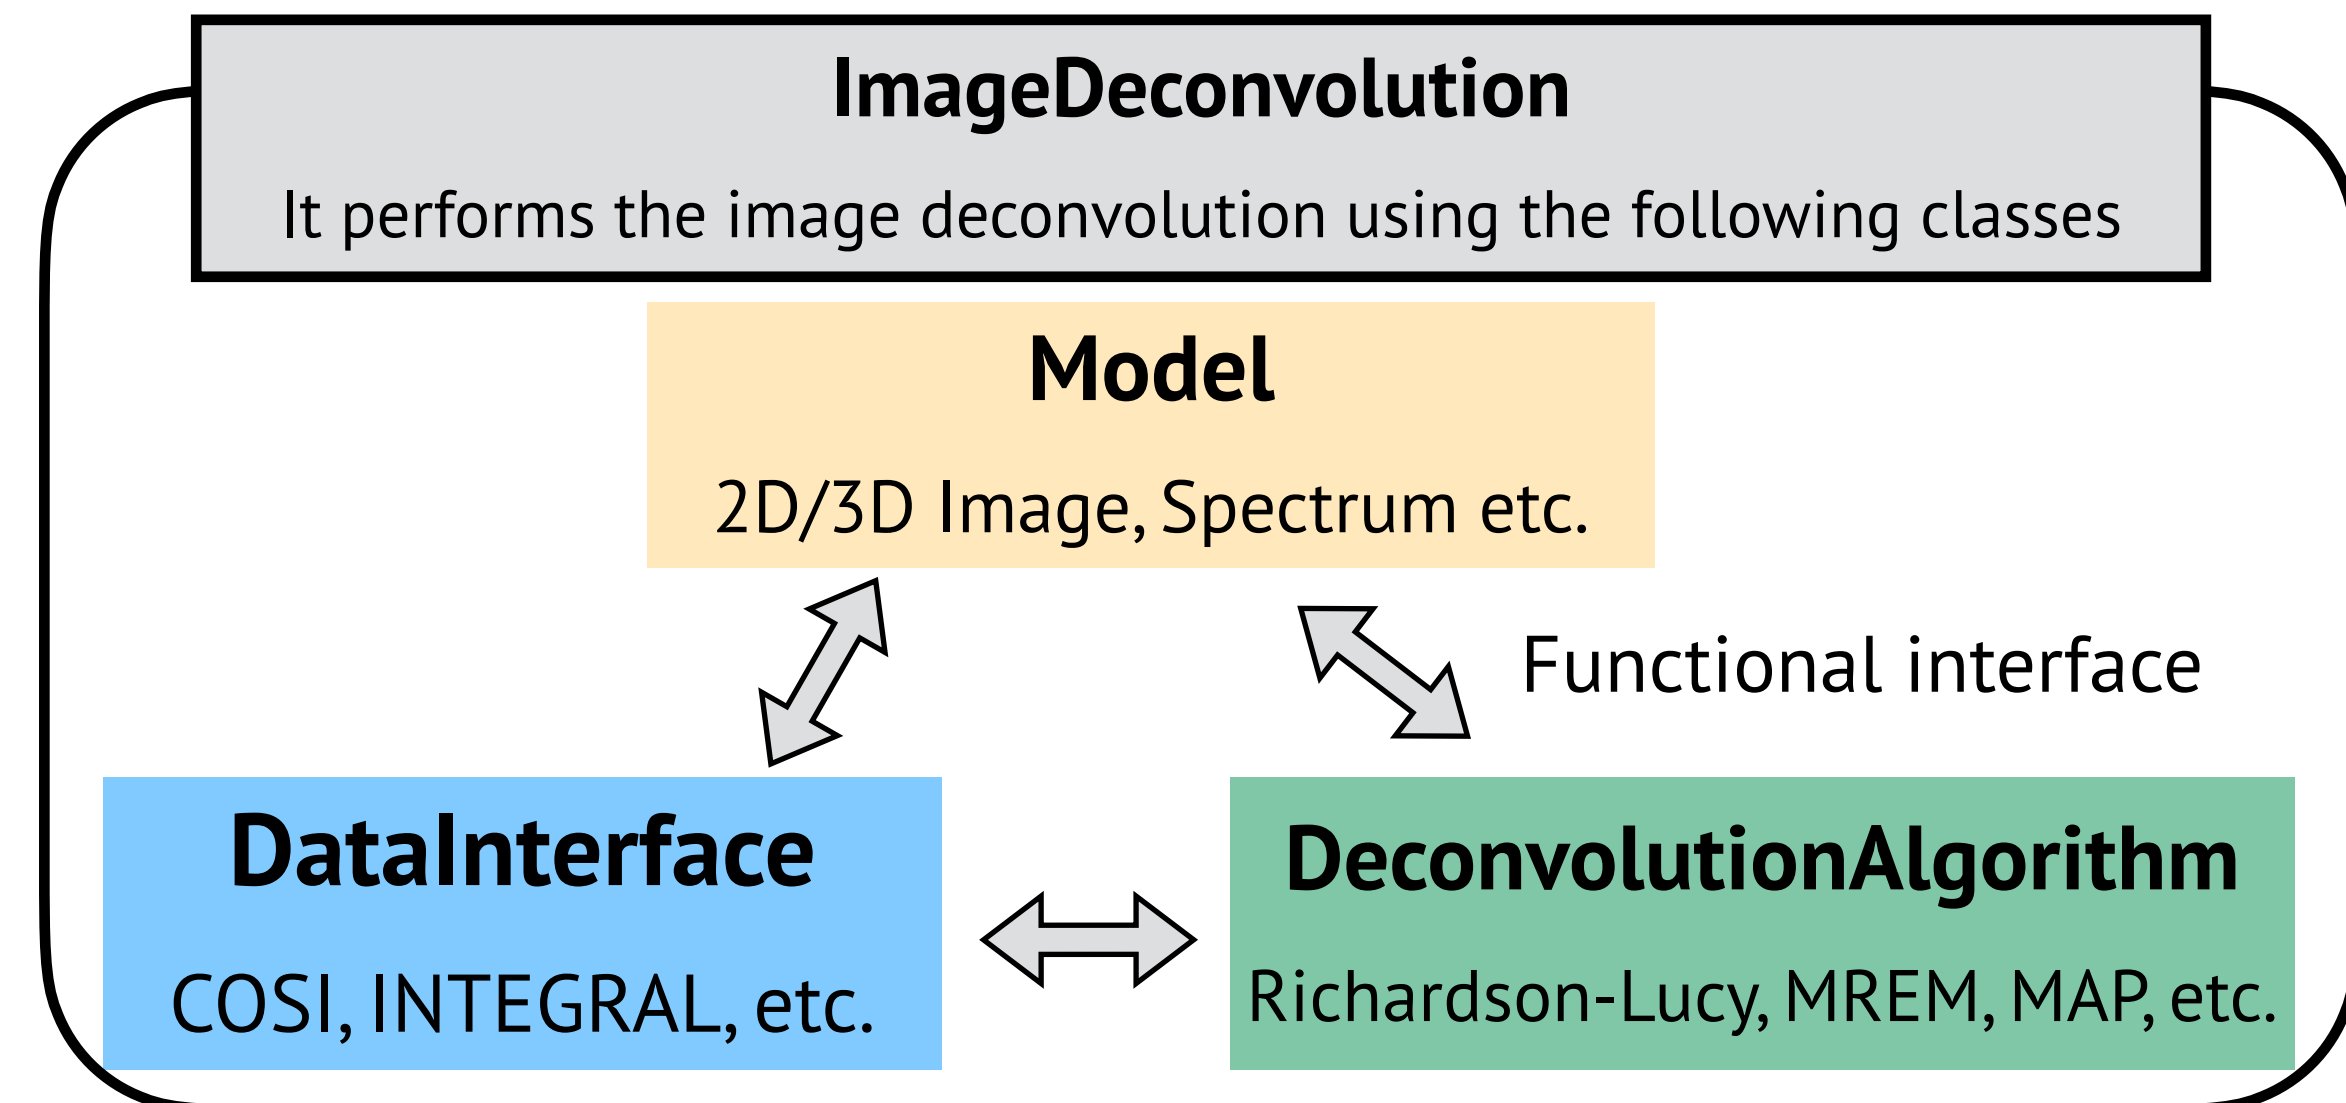 ImageDeconvolution
It performs the image deconvolution using the following classes
Model
2D/3D Image, Spectrum etc.
Functional interface
DataInterface
COSI, INTEGRAL, etc.
DeconvolutionAlgorithm
Richardson-Lucy, MREM, MAP, etc.